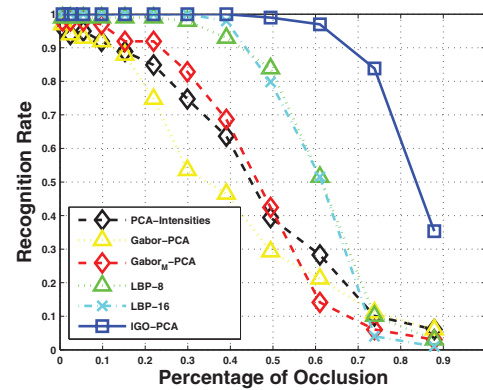 1
0.9
0.8
0.7
0.6
0.5
0.4
0.3
0.2
0.1
0
Recognition Rate
PCA−Intensities
Gabor−PCA
Gabor_M−PCA
LBP−8
LBP−16
IGO−PCA
0 0.1 0.2 0.3 0.4 0.5 0.6 0.7 0.8 0.9
Percentage of Occlusion